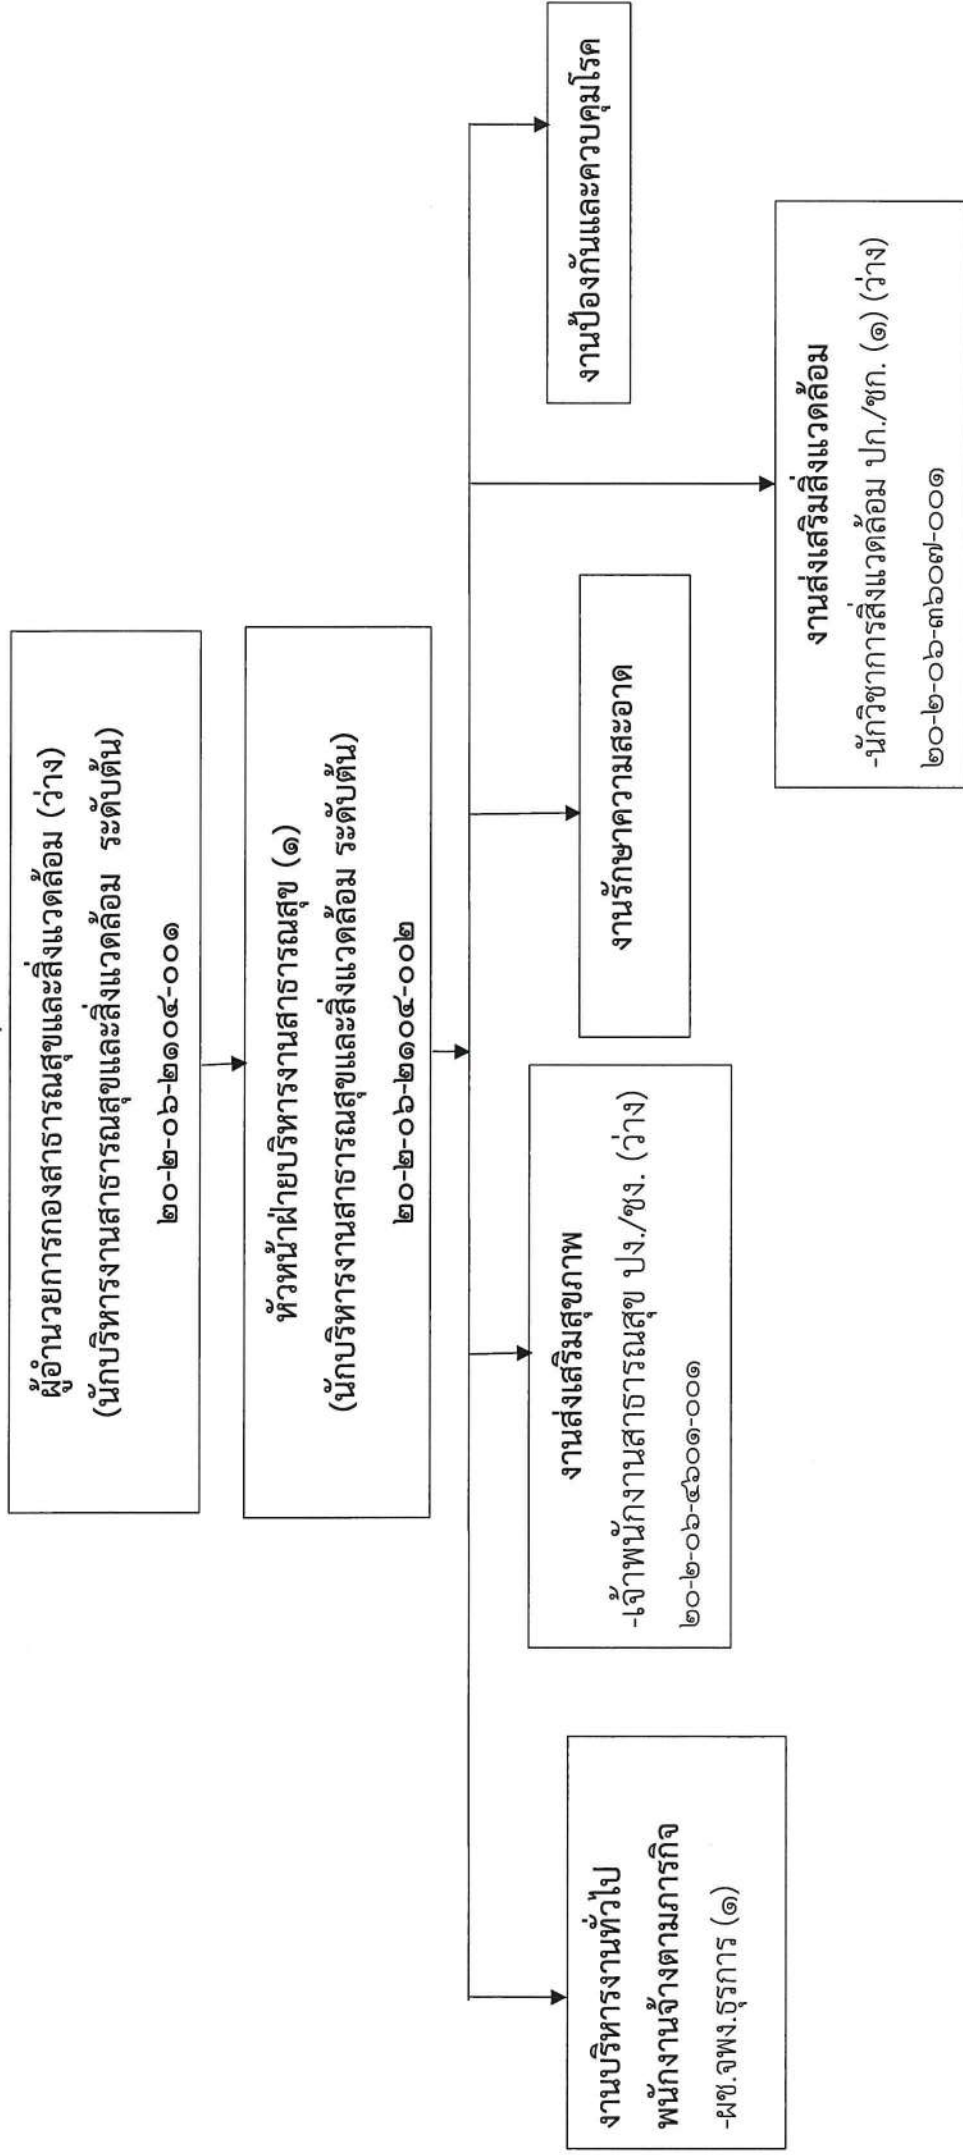 ผู้อำนวยการกองสาธารณสุขและสิ่งแวดล้อม (ว่าง)
(นักบริหารงานสาธารณสุขและสิ่งแวดล้อม ระดับต้น)
๒๐-๒-๐๖-๒๑๐๔-๐๐๑
หัวหน้าฝ่ายบริหารงานสาธารณสุข (๑)
(นักบริหารงานสาธารณสุขและสิ่งแวดล้อม ระดับต้น)
๒๐-๒-๐๖-๒๑๐๔-๐๐๒
งานบริหารงานทั่วไป
พนักงานจ้างตามภารกิจ
-ผช.จพง.ธุรการ (๑)
งานส่งเสริมสุขภาพ
-เจ้าพนักงานสาธารณสุข ปง./ชง. (ว่าง)
๒๐-๒-๐๖-๔๖๐๑-๐๐๑
งานรักษาความสะอาด
งานส่งเสริมสิ่งแวดล้อม
-นักวิชาการสิ่งแวดล้อม ปก./ชก. (๑) (ว่าง)
๒๐-๒-๐๖-๓๖๐๗-๐๐๑
งานป้องกันและควบคุมโรค